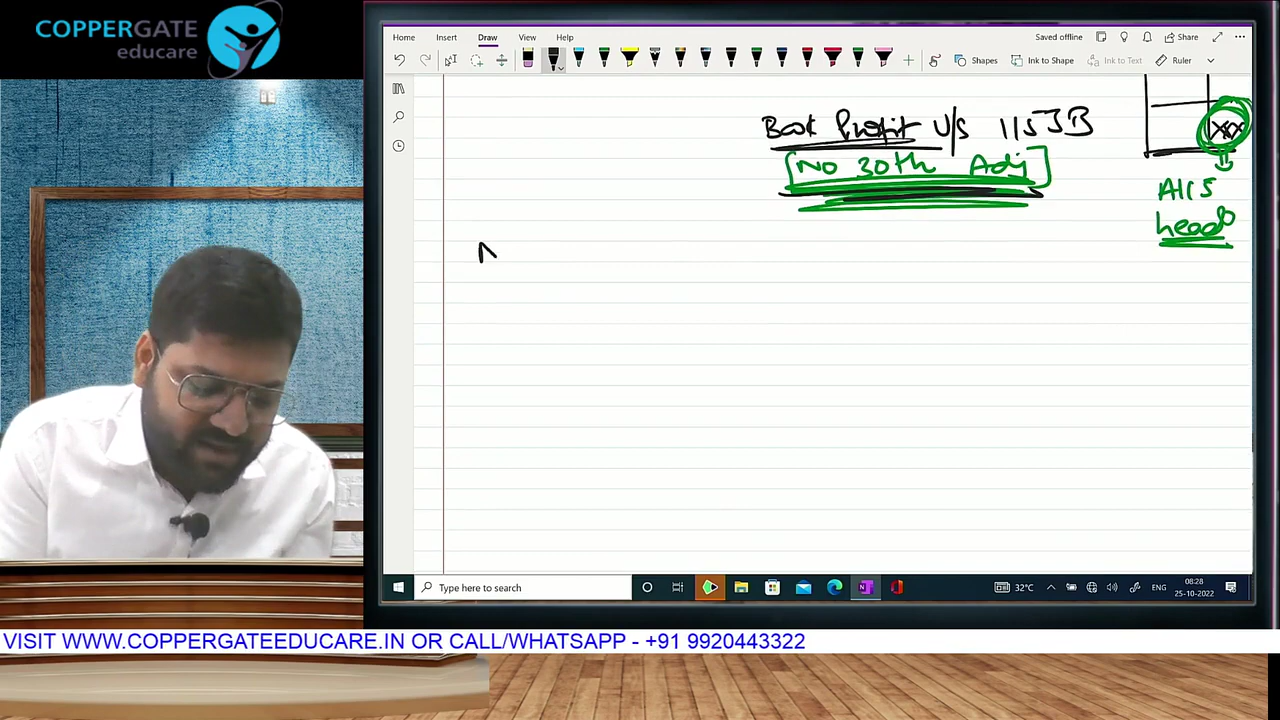 COPPERGATE
educare
Home Insert Draw View Help
Saved offline Share
Shapes Ink to Shape Ink to Text Ruler
Book Profit U/s 115JB
[No 30th Adj]
xxx
All 5
heads
N
Type here to search
32°C ENG 08:28
25-10-2022
VISIT WWW.COPPERGATEEDUCARE.IN OR CALL/WHATSAPP - +91 9920443322